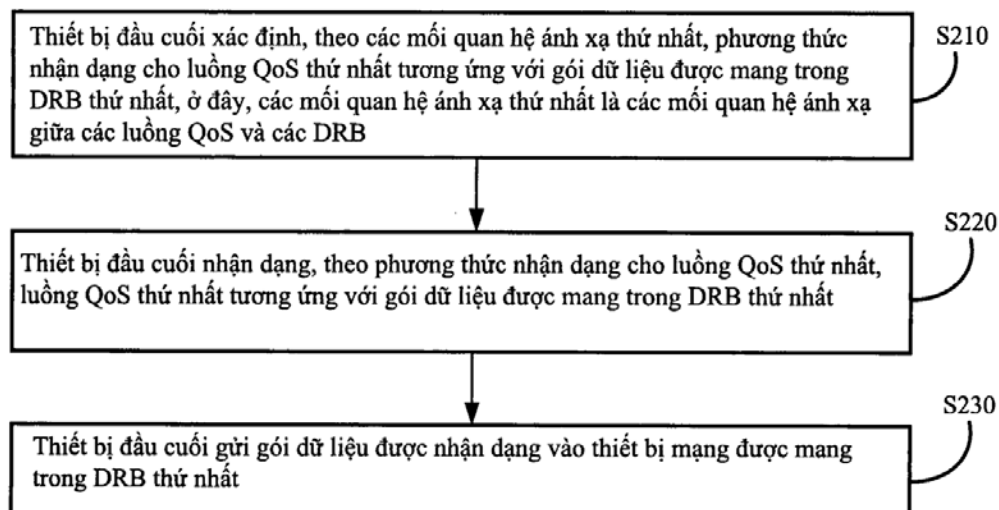 Thiết bị đầu cuối xác định, theo các mối quan hệ ánh xạ thứ nhất, phương thức
nhận dạng cho luồng QoS thứ nhất tương ứng với gói dữ liệu được mang trong
DRB thứ nhất, ở đây, các mối quan hệ ánh xạ thứ nhất là các mối quan hệ ánh xạ
giữa các luồng QoS và các DRB
S210
Thiết bị đầu cuối nhận dạng, theo phương thức nhận dạng cho luồng QoS thứ nhất,
luồng QoS thứ nhất tương ứng với gói dữ liệu được mang trong DRB thứ nhất
S220
Thiết bị đầu cuối gửi gói dữ liệu được nhận dạng vào thiết bị mạng được mang
trong DRB thứ nhất
S230